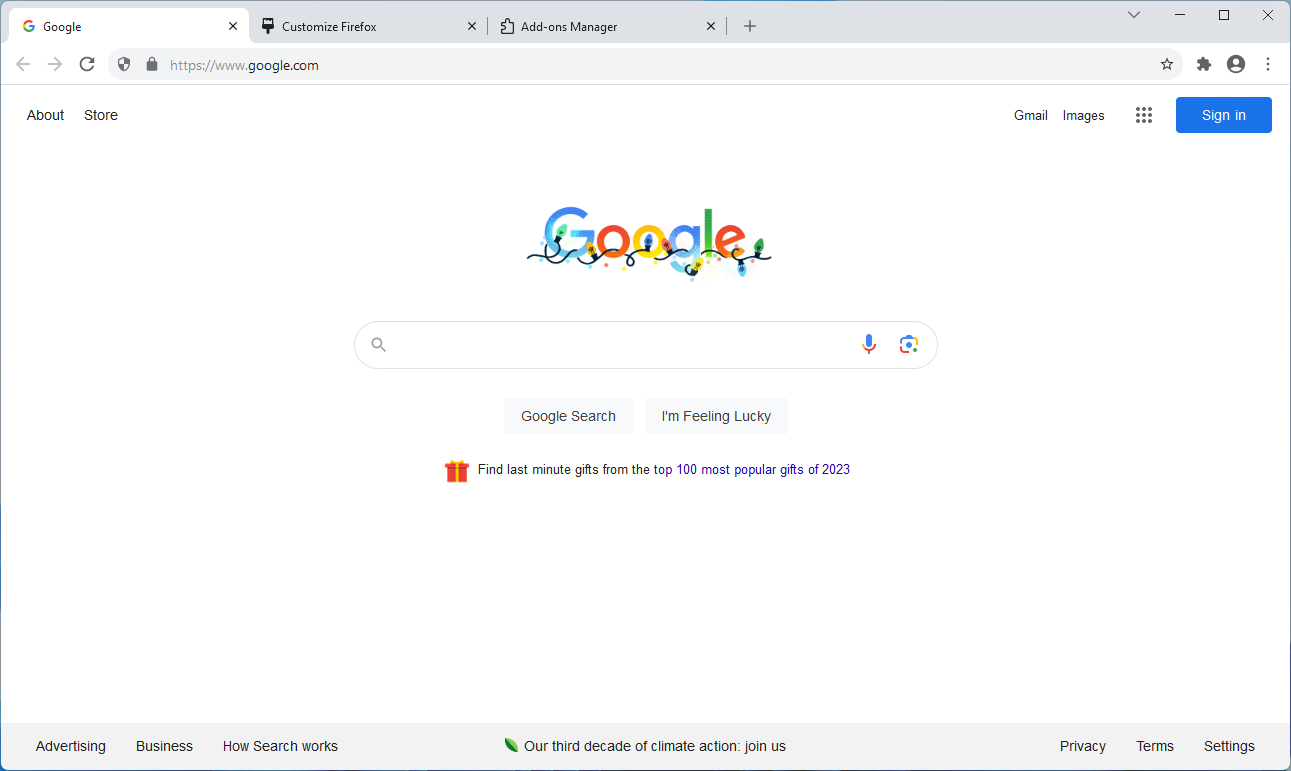 Google
Customize Firefox
Add-ons Manager
https://www.google.com
About Store
Gmail Images Sign in
Google
Google Search I'm Feeling Lucky
Find last minute gifts from the top 100 most popular gifts of 2023
Advertising Business How Search works
Our third decade of climate action: join us
Privacy Terms Settings